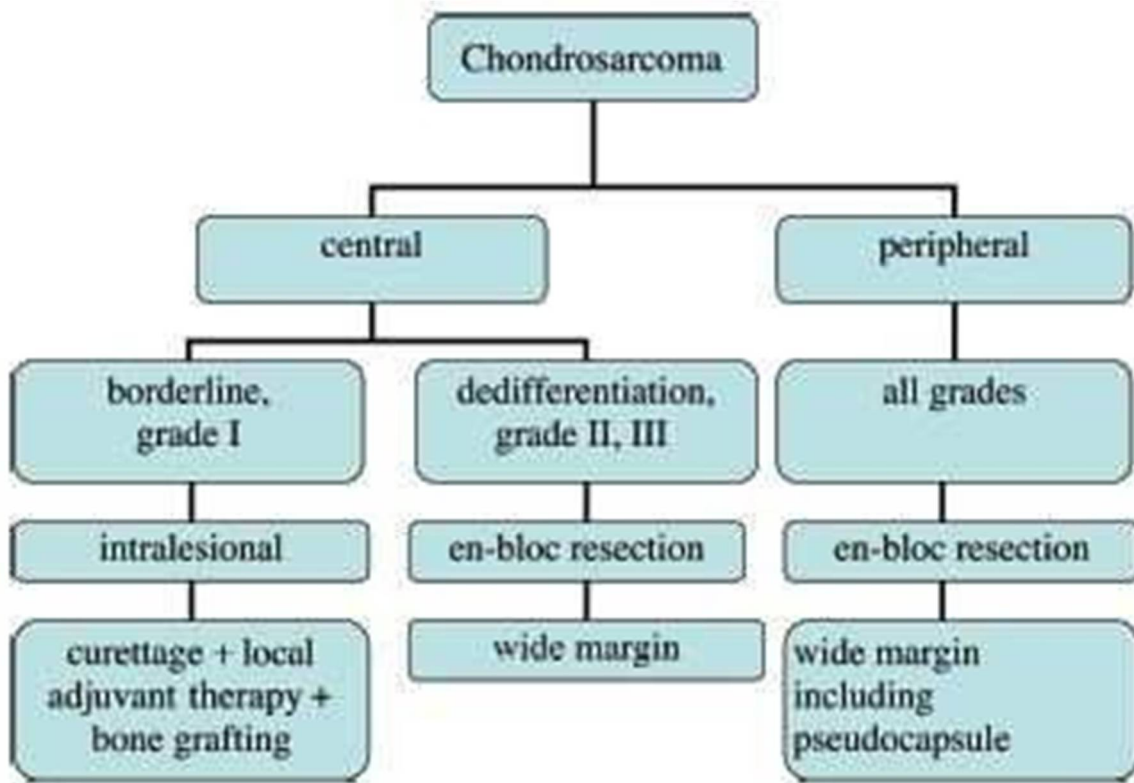 Chondrosarcoma
central
peripheral
borderline,
grade I
dedifferentiation,
grade II, III
all grades
intralesional
en-bloc resection
en-bloc resection
curettage + local
adjuvant therapy +
bone grafting
wide margin
wide margin
including
pseudocapsule